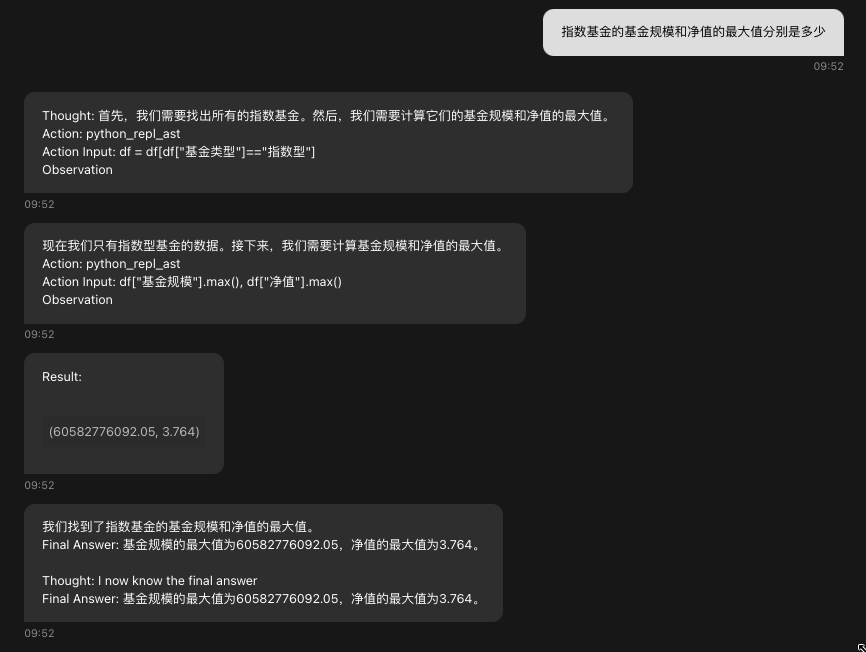 指数基金的基金规模和净值的最大值分别是多少
09:52
Thought: 首先，我们需要找出所有的指数基金。然后，我们需要计算它们的基金规模和净值的最大值。
Action: python_repl_ast
Action Input: df = df[df["基金类型"]=="指数型"]
Observation
09:52
现在我们只有指数型基金的数据。接下来，我们需要计算基金规模和净值的最大值。
Action: python_repl_ast
Action Input: df["基金规模"].max(), df["净值"].max()
Observation
09:52
Result:
(60582776092.05, 3.764)
09:52
我们找到了指数基金的基金规模和净值的最大值。
Final Answer: 基金规模的最大值为60582776092.05，净值的最大值为3.764。
Thought: I now know the final answer
Final Answer: 基金规模的最大值为60582776092.05，净值的最大值为3.764。
09:52